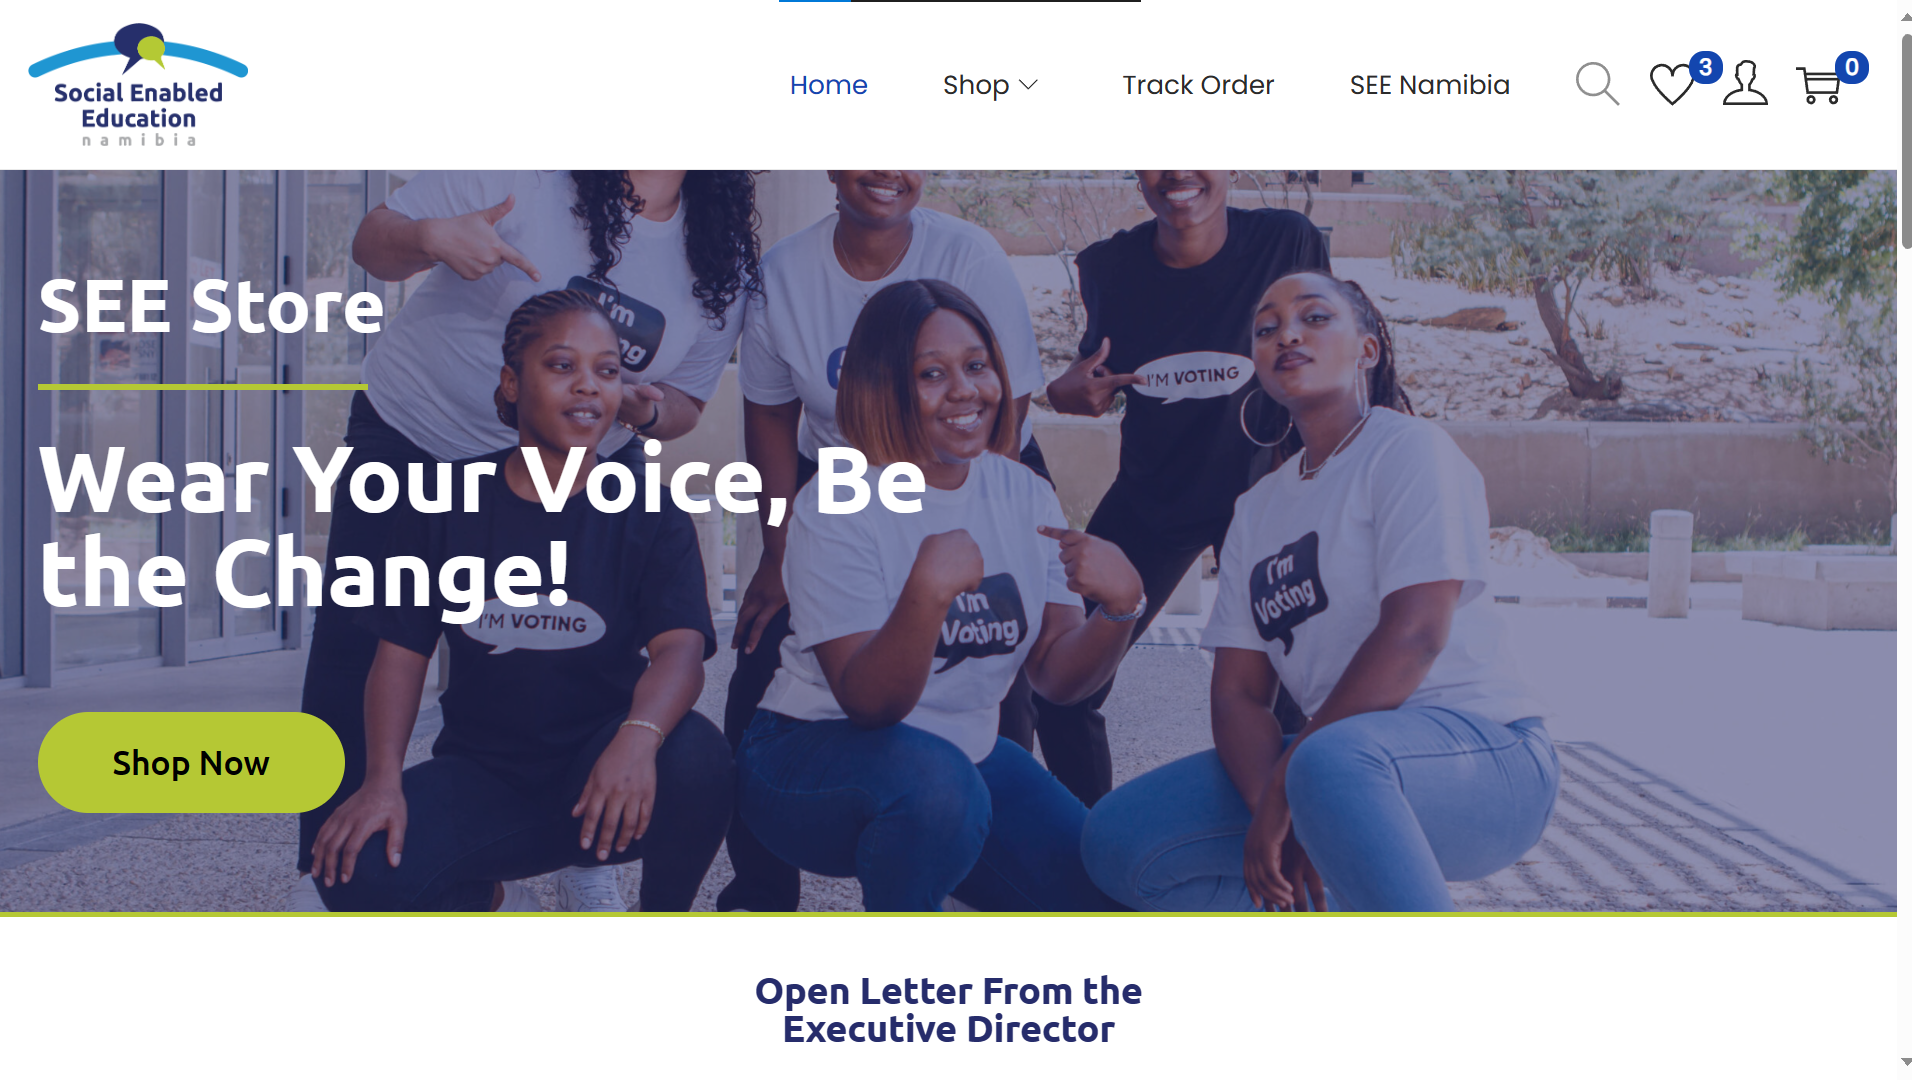 Social Enabled
Education
namibia
Home
Shop
Track Order
SEE Namibia
3
0
SEE Store
Wear Your Voice, Be
the Change!
I'm
I'M VOTING
I'M VOTING
I'm
Voting
I'm
Voting
Shop Now
Open Letter From the
Executive Director